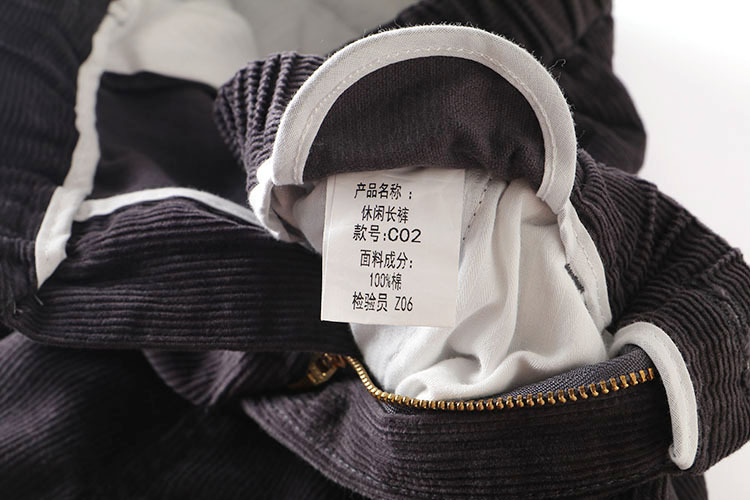 产品名称：
休闲长裤
款号:C02
面料成分:
100%棉
检验员 Z06